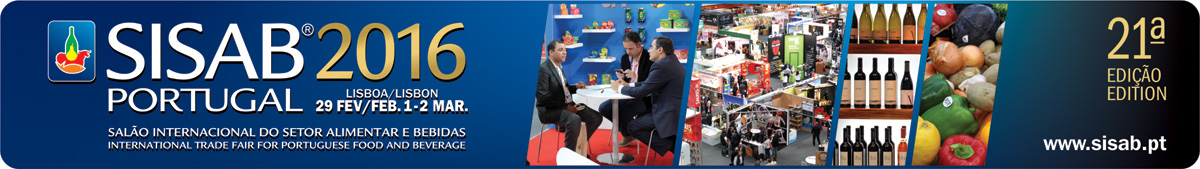 SISAB® 2016
PORTUGAL
LISBOA/LISBON
29 FEV/FEB. 1-2 MAR.
SALÃO INTERNACIONAL DO SETOR ALIMENTAR E BEBIDAS
INTERNATIONAL TRADE FAIR FOR PORTUGUESE FOOD AND BEVERAGE
21ª
EDIÇÃO
EDITION
www.sisab.pt